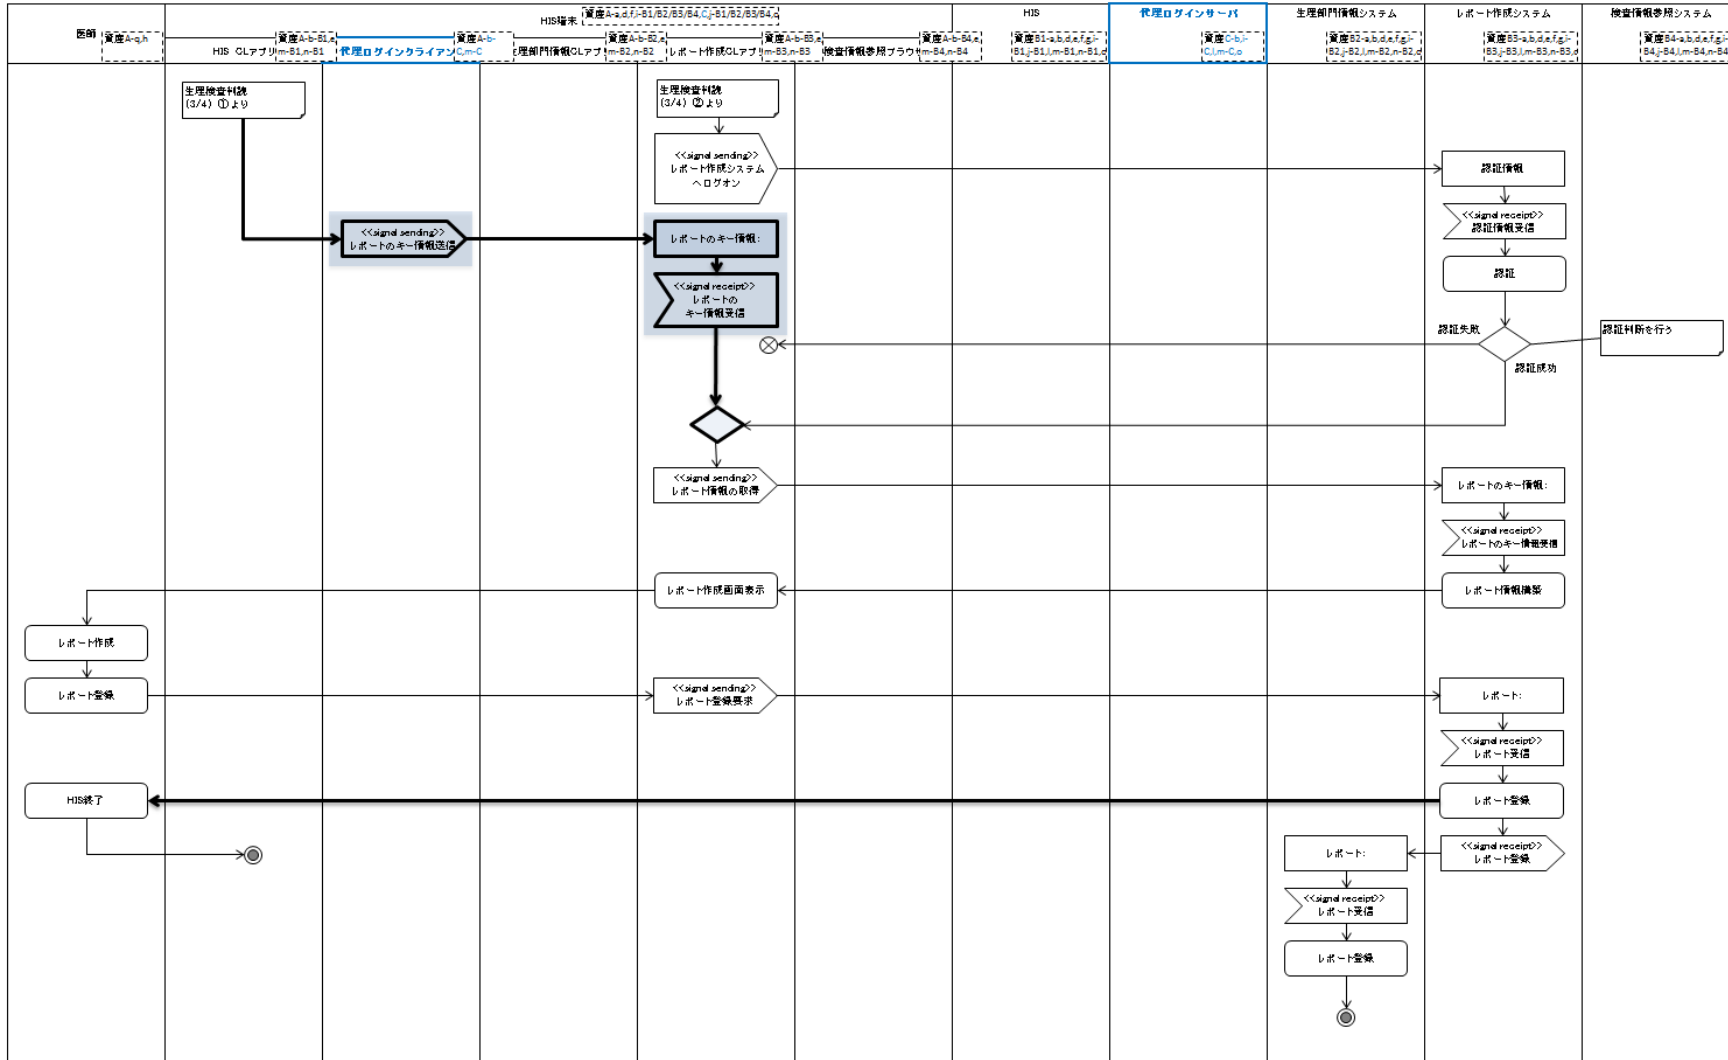 医師
資産A-q,h
HIS端末
資産A-a,d,f,i-B1/B2/B3/B4,C,j-B1/B2/B3/B4,o
HIS CLアプリ
資産A-b-B1,e
m-B1,n-B1
代理ログインクライアン
資産A-b-
C,m-C
理部門情報CLアプ
資産A-b-B2,e
m-B2,n-B2
レポート作成CLアプ
資産A-b-B3,e
m-B3,n-B3
検査情報参照ブラウ
資産A-b-B4,e
m-B4,n-B4
HIS
資産B1-a,b,d,e,f,g,i-
B1,j-B1,l,m-B1,n-B1,o
代理ログインサーバ
資産C-b,i-
C,l,m-C,o
生理部門情報システム
資産B2-a,b,d,e,f,g,i-
B2,j-B2,l,m-B2,n-B2,o
レポート作成システム
資産B3-a,b,d,e,f,g,i-
B3,j-B3,l,m-B3,n-B3,o
検査情報参照システム
資産B4-a,b,d,e,f,g,i-
B4,j-B4,l,m-B4,n-B4
生理検査判読
(3/4) ①より
生理検査判読
(3/4) ②より
<<signal sending>>
レポート作成システム
へログオン
認証情報
<<signal receipt>>
認証情報受信
<<signal sending>>
レポートのキー情報送信
レポートのキー情報:
<<signal receipt>>
レポートの
キー情報受信
認証
認証失敗
認証判断を行う
認証成功
<<signal sending>>
レポート情報の取得
レポートのキー情報:
<<signal receipt>>
レポートのキー情報受信
レポート作成画面表示
レポート情報構築
レポート作成
レポート登録
<<signal sending>>
レポート登録要求
レポート:
<<signal receipt>>
レポート受信
HIS終了
レポート登録
<<signal receipt>>
レポート登録
レポート:
<<signal receipt>>
レポート受信
レポート登録